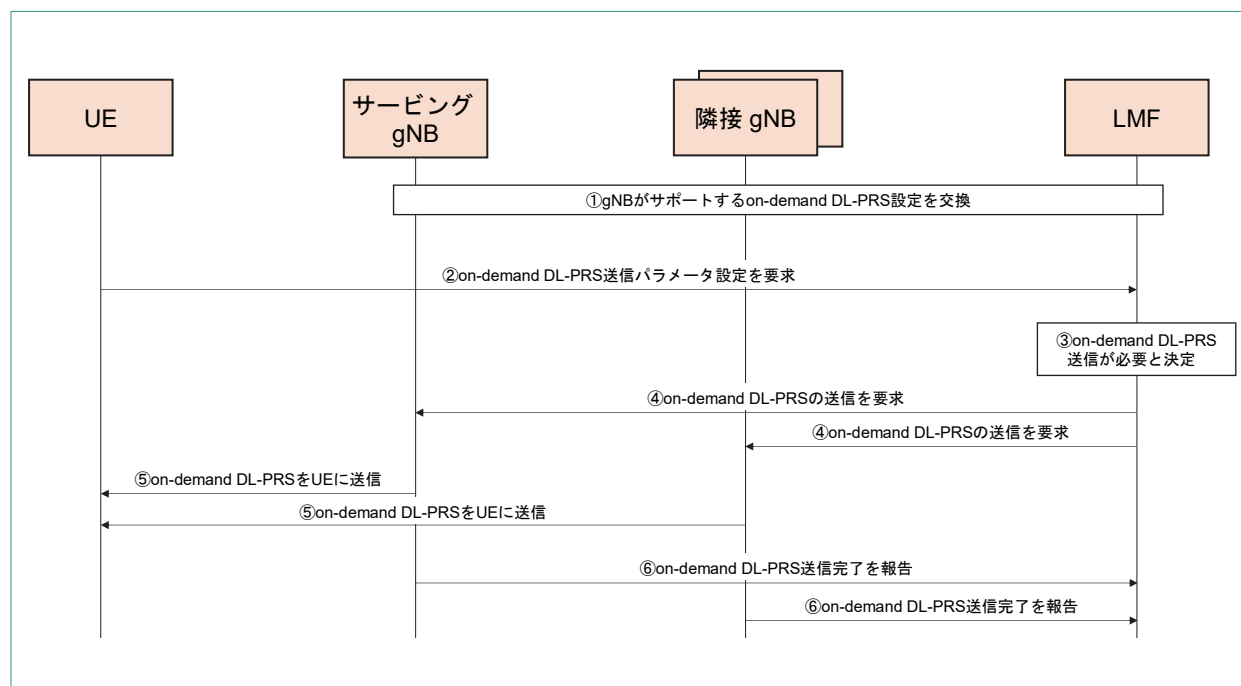 UE
サービング
gNB
隣接 gNB
LMF
①gNBがサポートするon-demand DL-PRS設定を交換
②on-demand DL-PRS送信パラメータ設定を要求
③on-demand DL-PRS
送信が必要と決定
④on-demand DL-PRSの送信を要求
④on-demand DL-PRSの送信を要求
⑤on-demand DL-PRSをUEに送信
⑤on-demand DL-PRSをUEに送信
⑥on-demand DL-PRS送信完了を報告
⑥on-demand DL-PRS送信完了を報告